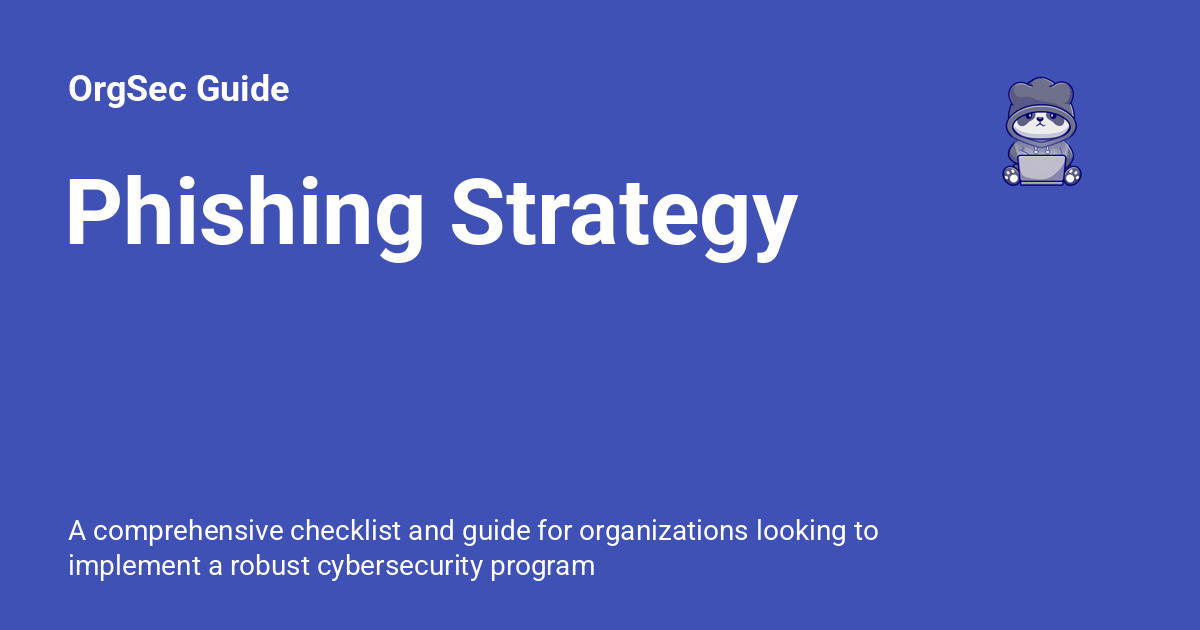 OrgSec Guide
Phishing Strategy
A comprehensive checklist and guide for organizations looking to
implement a robust cybersecurity program